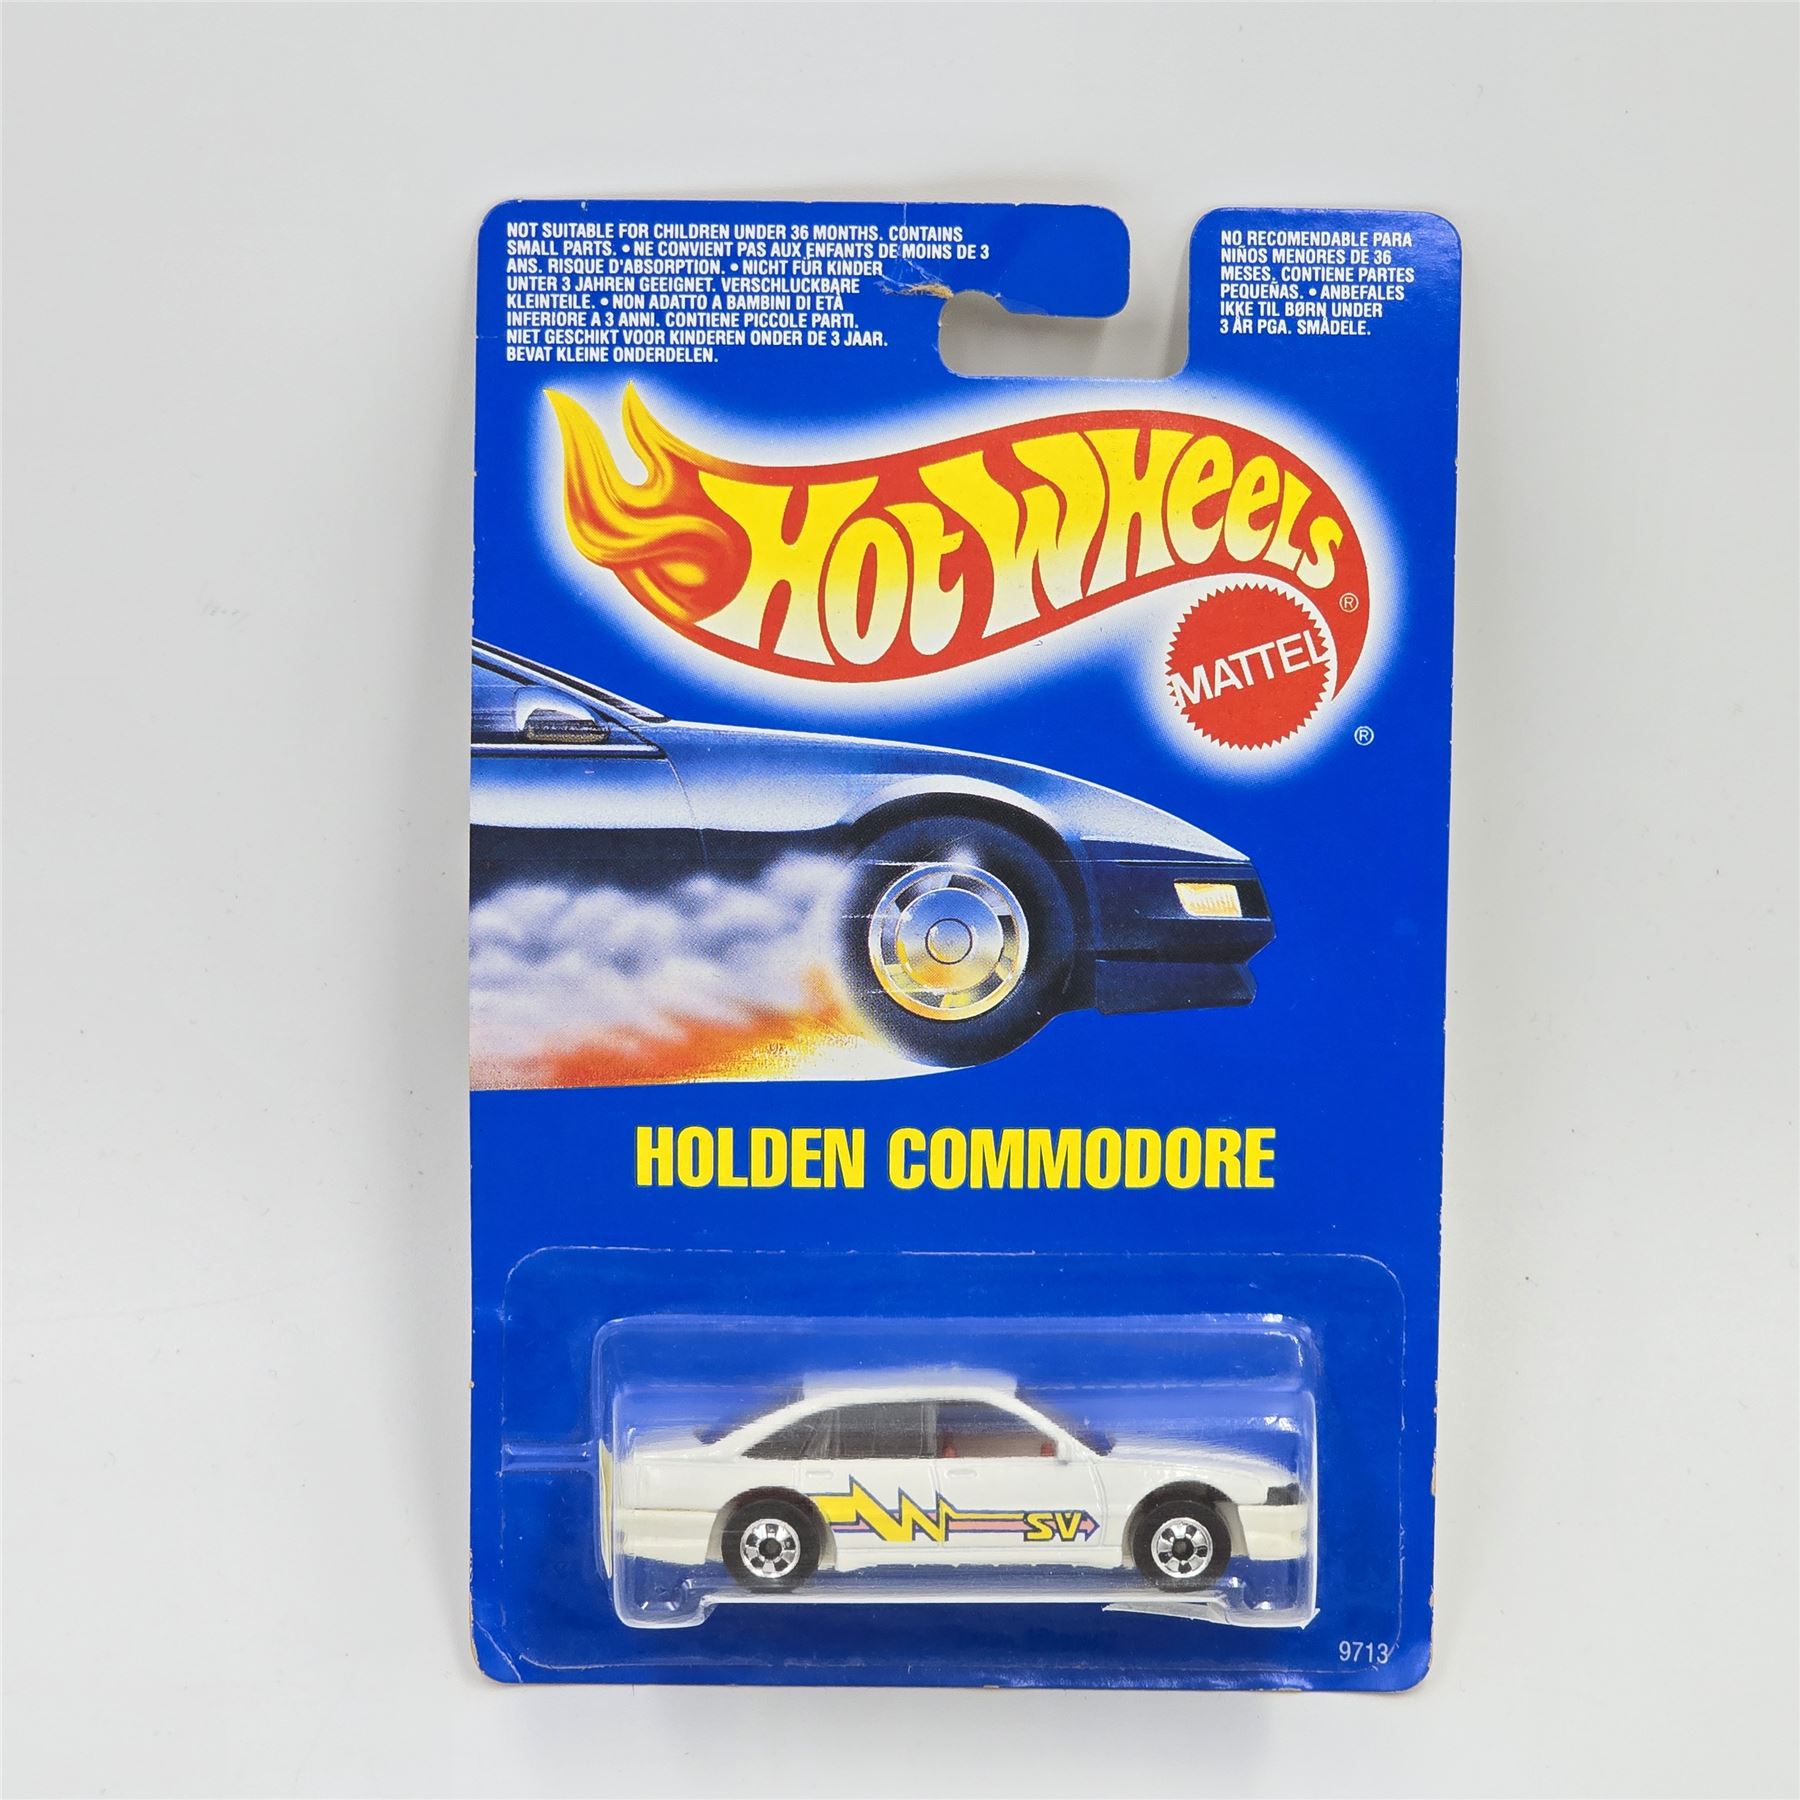 NOT SUITABLE FOR CHILDREN UNDER 36 MONTHS. CONTAINS
SMALL PARTS. • NE CONVIENT PAS AUX ENFANTS DE MOINS DE 3
ANS. RISQUE D'ABSORPTION. • NICHT FÜR KINDER
UNTER 3 JAHREN GEEIGNET. VERSCHLUCKBARE
KLEINTEILE. • NON ADATTO A BAMBINI DI ETÀ
INFERIORE A 3 ANNI. CONTIENE PICCOLE PARTI.
NIET GESCHIKT VOOR KINDEREN ONDER DE 3 JAAR.
BEVAT KLEINE ONDERDELEN.
NO RECOMENDABLE PARA
NIÑOS MENORES DE 36
MESES. CONTIENE PARTES
PEQUEÑAS. • ANBEFALES
IKKE TIL BØRN UNDER
3 ÅR PGA. SMÅDELE.
HOT WHEELS ®
MATTEL
®
HOLDEN COMMODORE
SV
9713